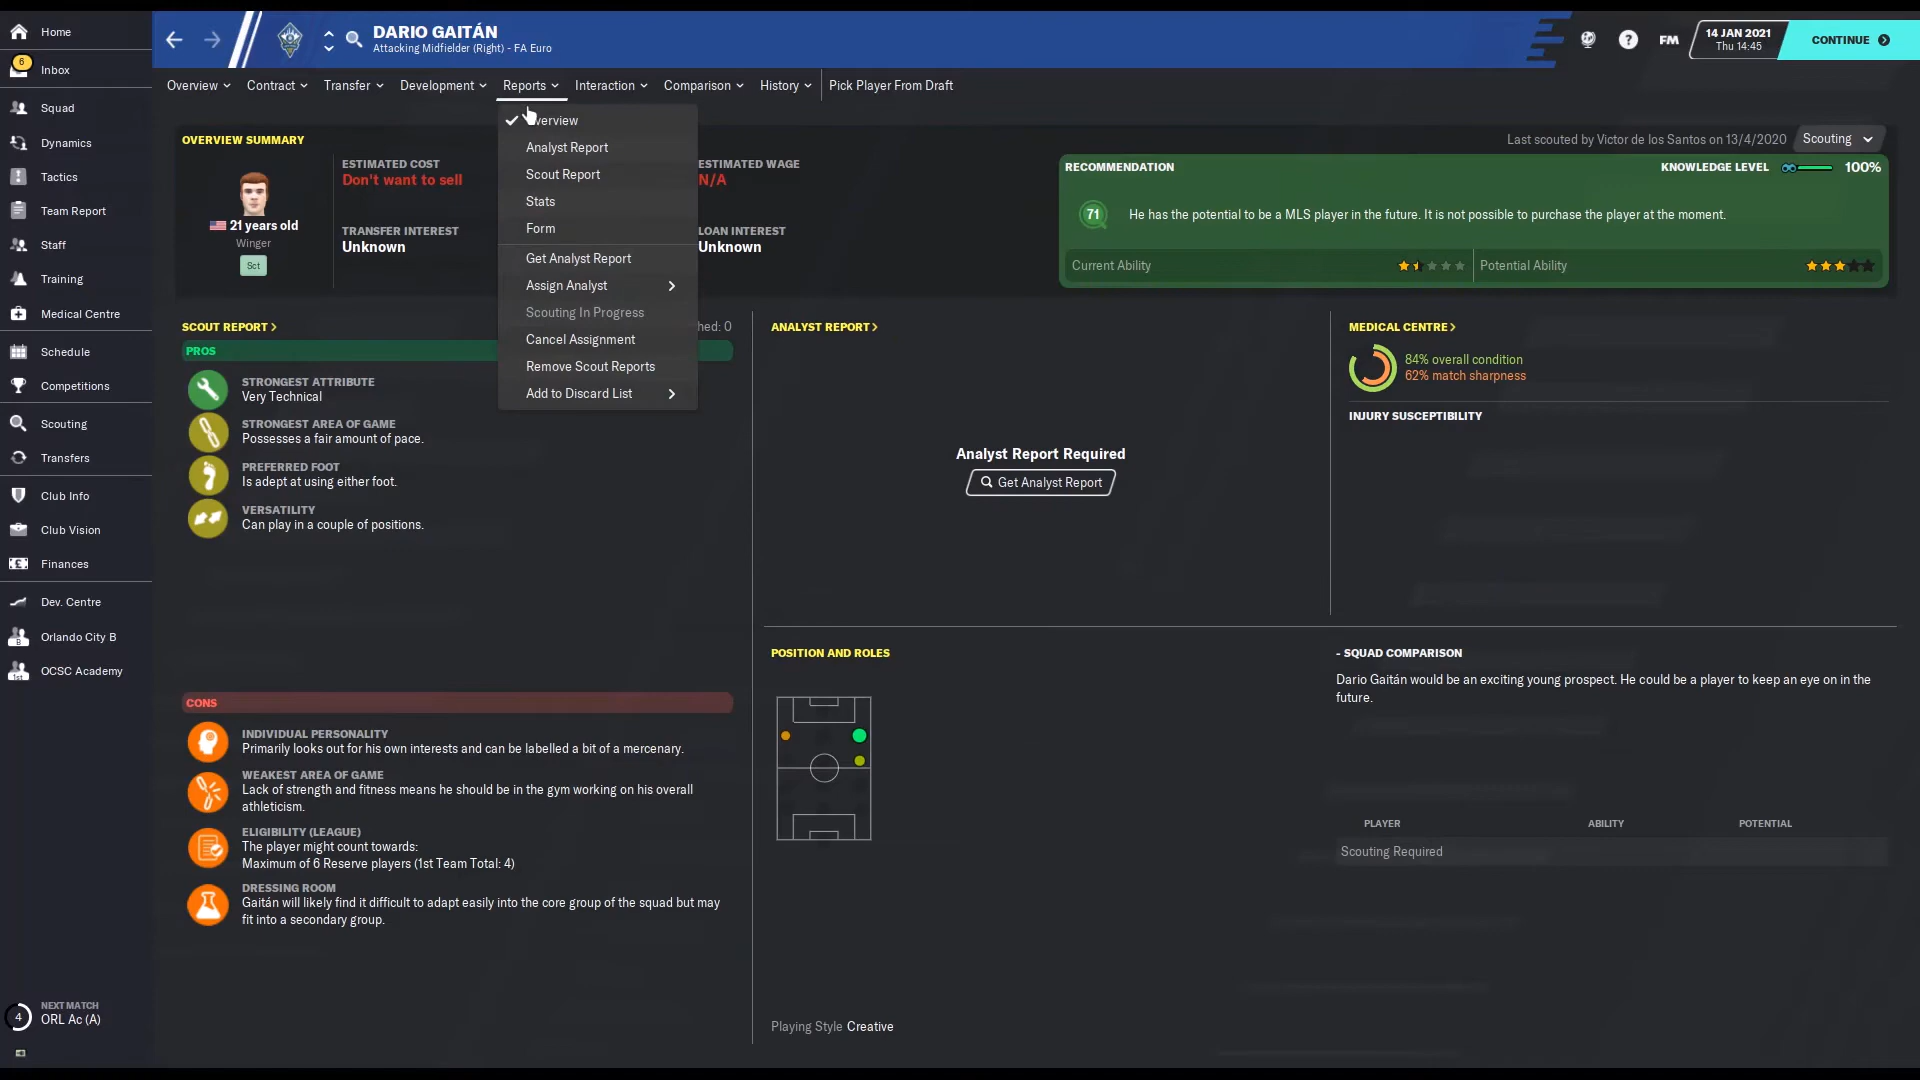 Home
6
Inbox
Squad
Dynamics
Tactics
Team Report
Staff
Training
Medical Centre
Schedule
Competitions
Scouting
Transfers
Club Info
Club Vision
Finances
Dev. Centre
B
Orlando City B
1st
OCSC Academy
4
NEXT MATCH
ORL Ac (A)
DARIO GAITÁN
Attacking Midfielder (Right) - FA Euro
?
FM
14 JAN 2021
Thu 14:45
CONTINUE
Overview
Contract
Transfer
Development
Reports
Interaction
Comparison
History
Pick Player From Draft
verview
Analyst Report
Scout Report
Stats
Form
Get Analyst Report
Assign Analyst
Scouting In Progress
Cancel Assignment
Remove Scout Reports
Add to Discard List
OVERVIEW SUMMARY
Last scouted by Victor de los Santos on 13/4/2020
Scouting
21 years old
Winger
Sct
ESTIMATED COST
Don't want to sell
TRANSFER INTEREST
Unknown
ESTIMATED WAGE
N/A
LOAN INTEREST
Unknown
RECOMMENDATION
KNOWLEDGE LEVEL
100%
71
He has the potential to be a MLS player in the future. It is not possible to purchase the player at the moment.
Current Ability
Potential Ability
SCOUT REPORT >
hed: 0
PROS
STRONGEST ATTRIBUTE
Very Technical
STRONGEST AREA OF GAME
Possesses a fair amount of pace.
PREFERRED FOOT
Is adept at using either foot.
VERSATILITY
Can play in a couple of positions.
CONS
INDIVIDUAL PERSONALITY
Primarily looks out for his own interests and can be labelled a bit of a mercenary.
WEAKEST AREA OF GAME
Lack of strength and fitness means he should be in the gym working on his overall
athleticism.
ELIGIBILITY (LEAGUE)
The player might count towards:
Maximum of 6 Reserve players (1st Team Total: 4)
DRESSING ROOM
Gaitán will likely find it difficult to adapt easily into the core group of the squad but may
fit into a secondary group.
ANALYST REPORT >
Analyst Report Required
Get Analyst Report
MEDICAL CENTRE >
84% overall condition
62% match sharpness
INJURY SUSCEPTIBILITY
POSITION AND ROLES
Playing Style Creative
- SQUAD COMPARISON
Dario Gaitán would be an exciting young prospect. He could be a player to keep an eye on in the
future.
PLAYER
ABILITY
POTENTIAL
Scouting Required